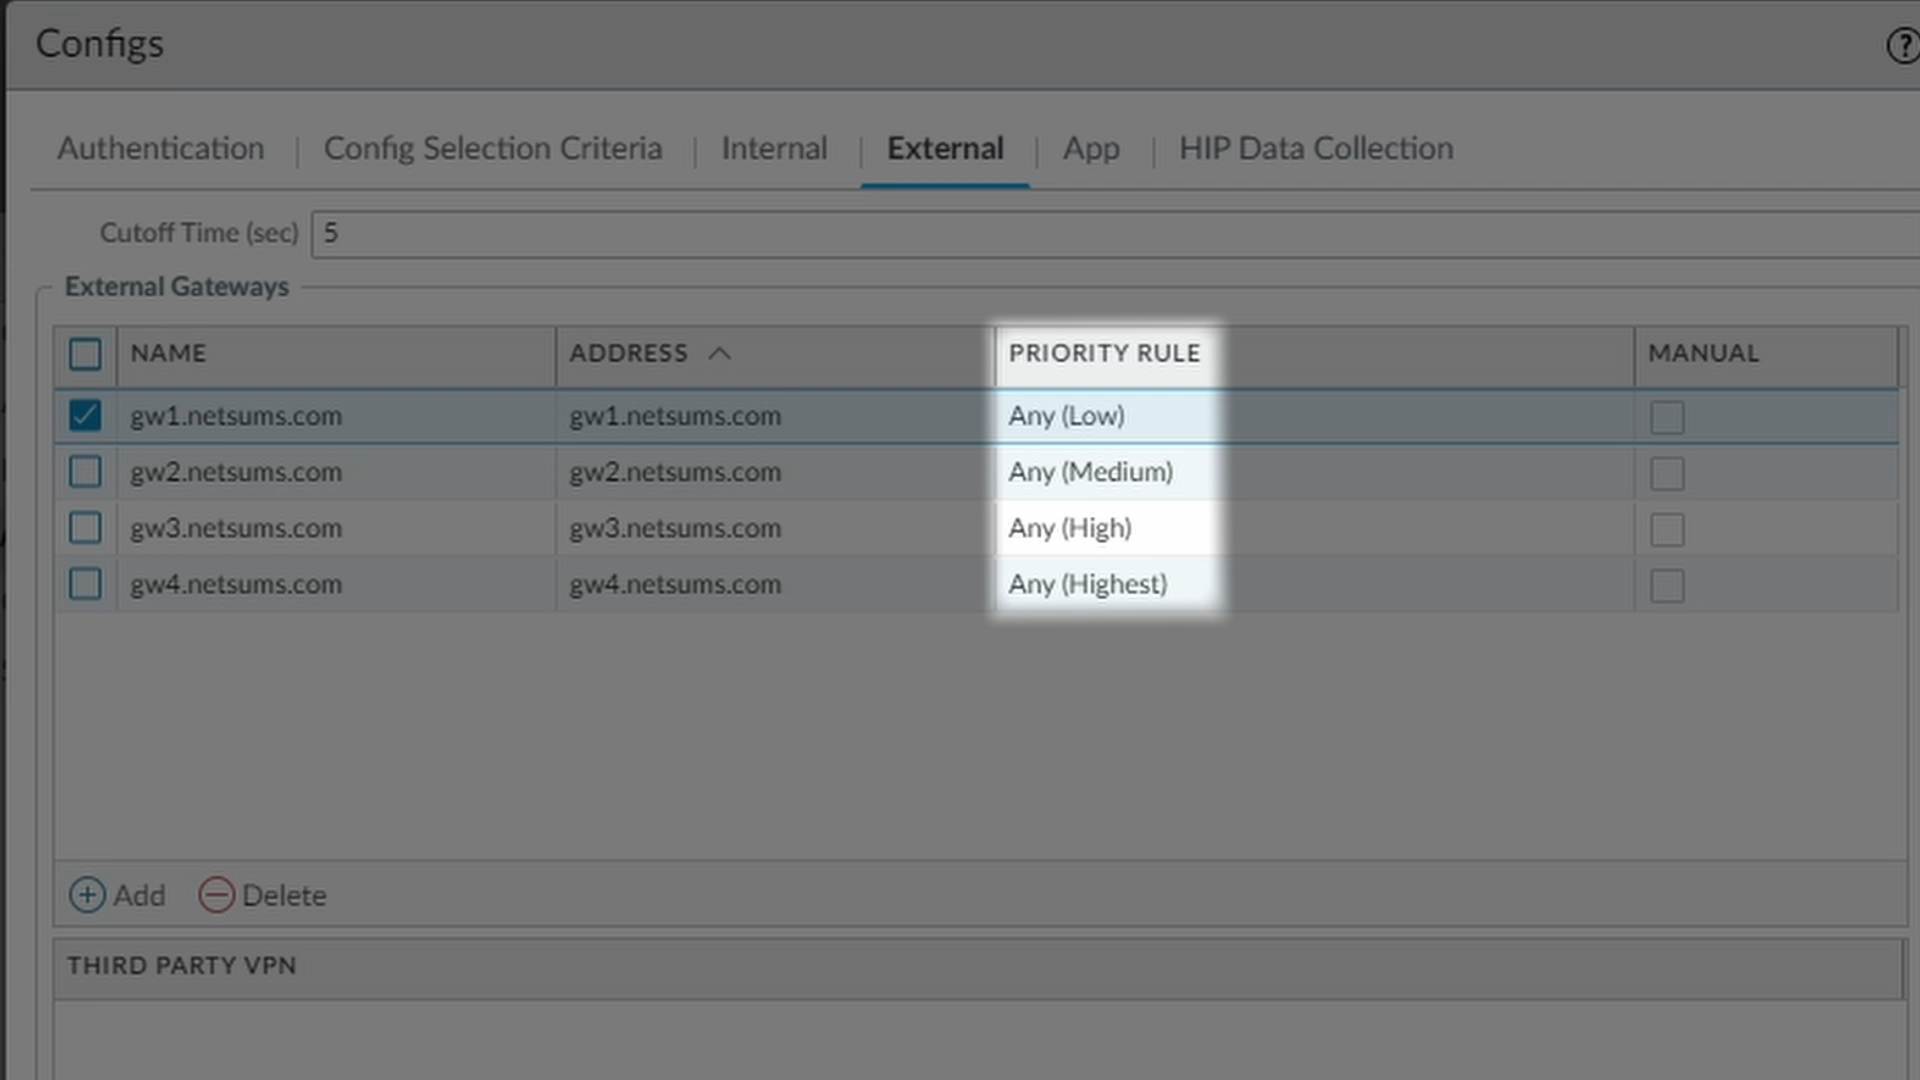 Configs
?
Authentication | Config Selection Criteria | Internal | External | App | HIP Data Collection
Cutoff Time (sec) 5
External Gateways
NAME ADDRESS PRIORITY RULE MANUAL
gw1.netsums.com gw1.netsums.com Any (Low)
gw2.netsums.com gw2.netsums.com Any (Medium)
gw3.netsums.com gw3.netsums.com Any (High)
gw4.netsums.com gw4.netsums.com Any (Highest)
Add Delete
THIRD PARTY VPN